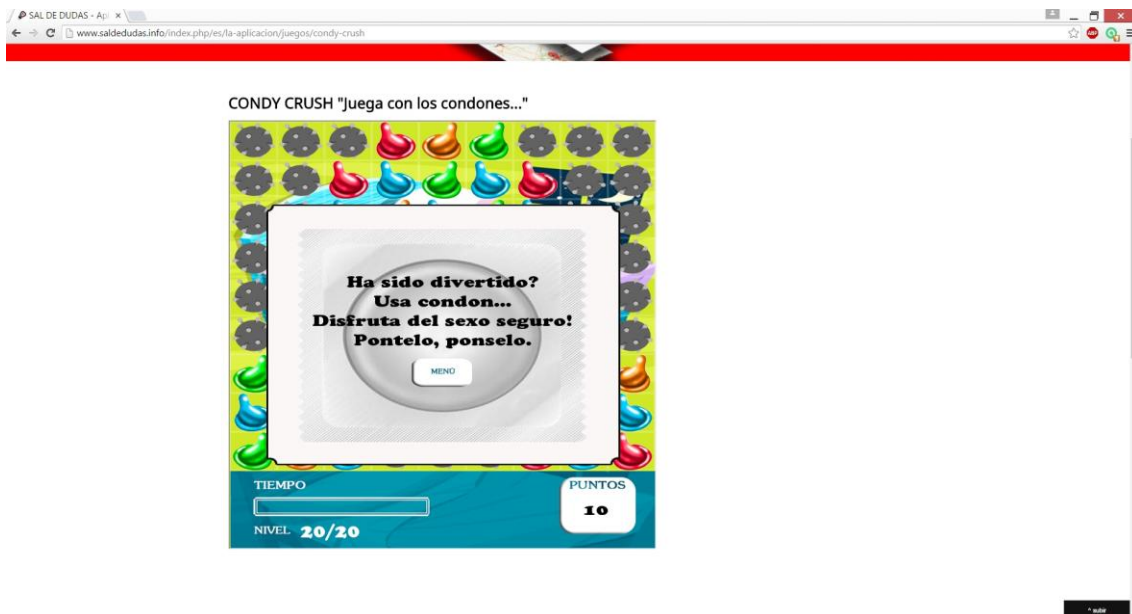 SAL DE DUDAS - Apl
www.saldedudas.info/index.php/es/la-aplicacion/juegos/condy-crush
ABP
CONDY CRUSH "Juega con los condones..."
Ha sido divertido?
Usa condon...
Disfruta del sexo seguro!
Pontelo, ponselo.
MENÚ
TIEMPO
PUNTOS
10
NIVEL 20/20
^ subir